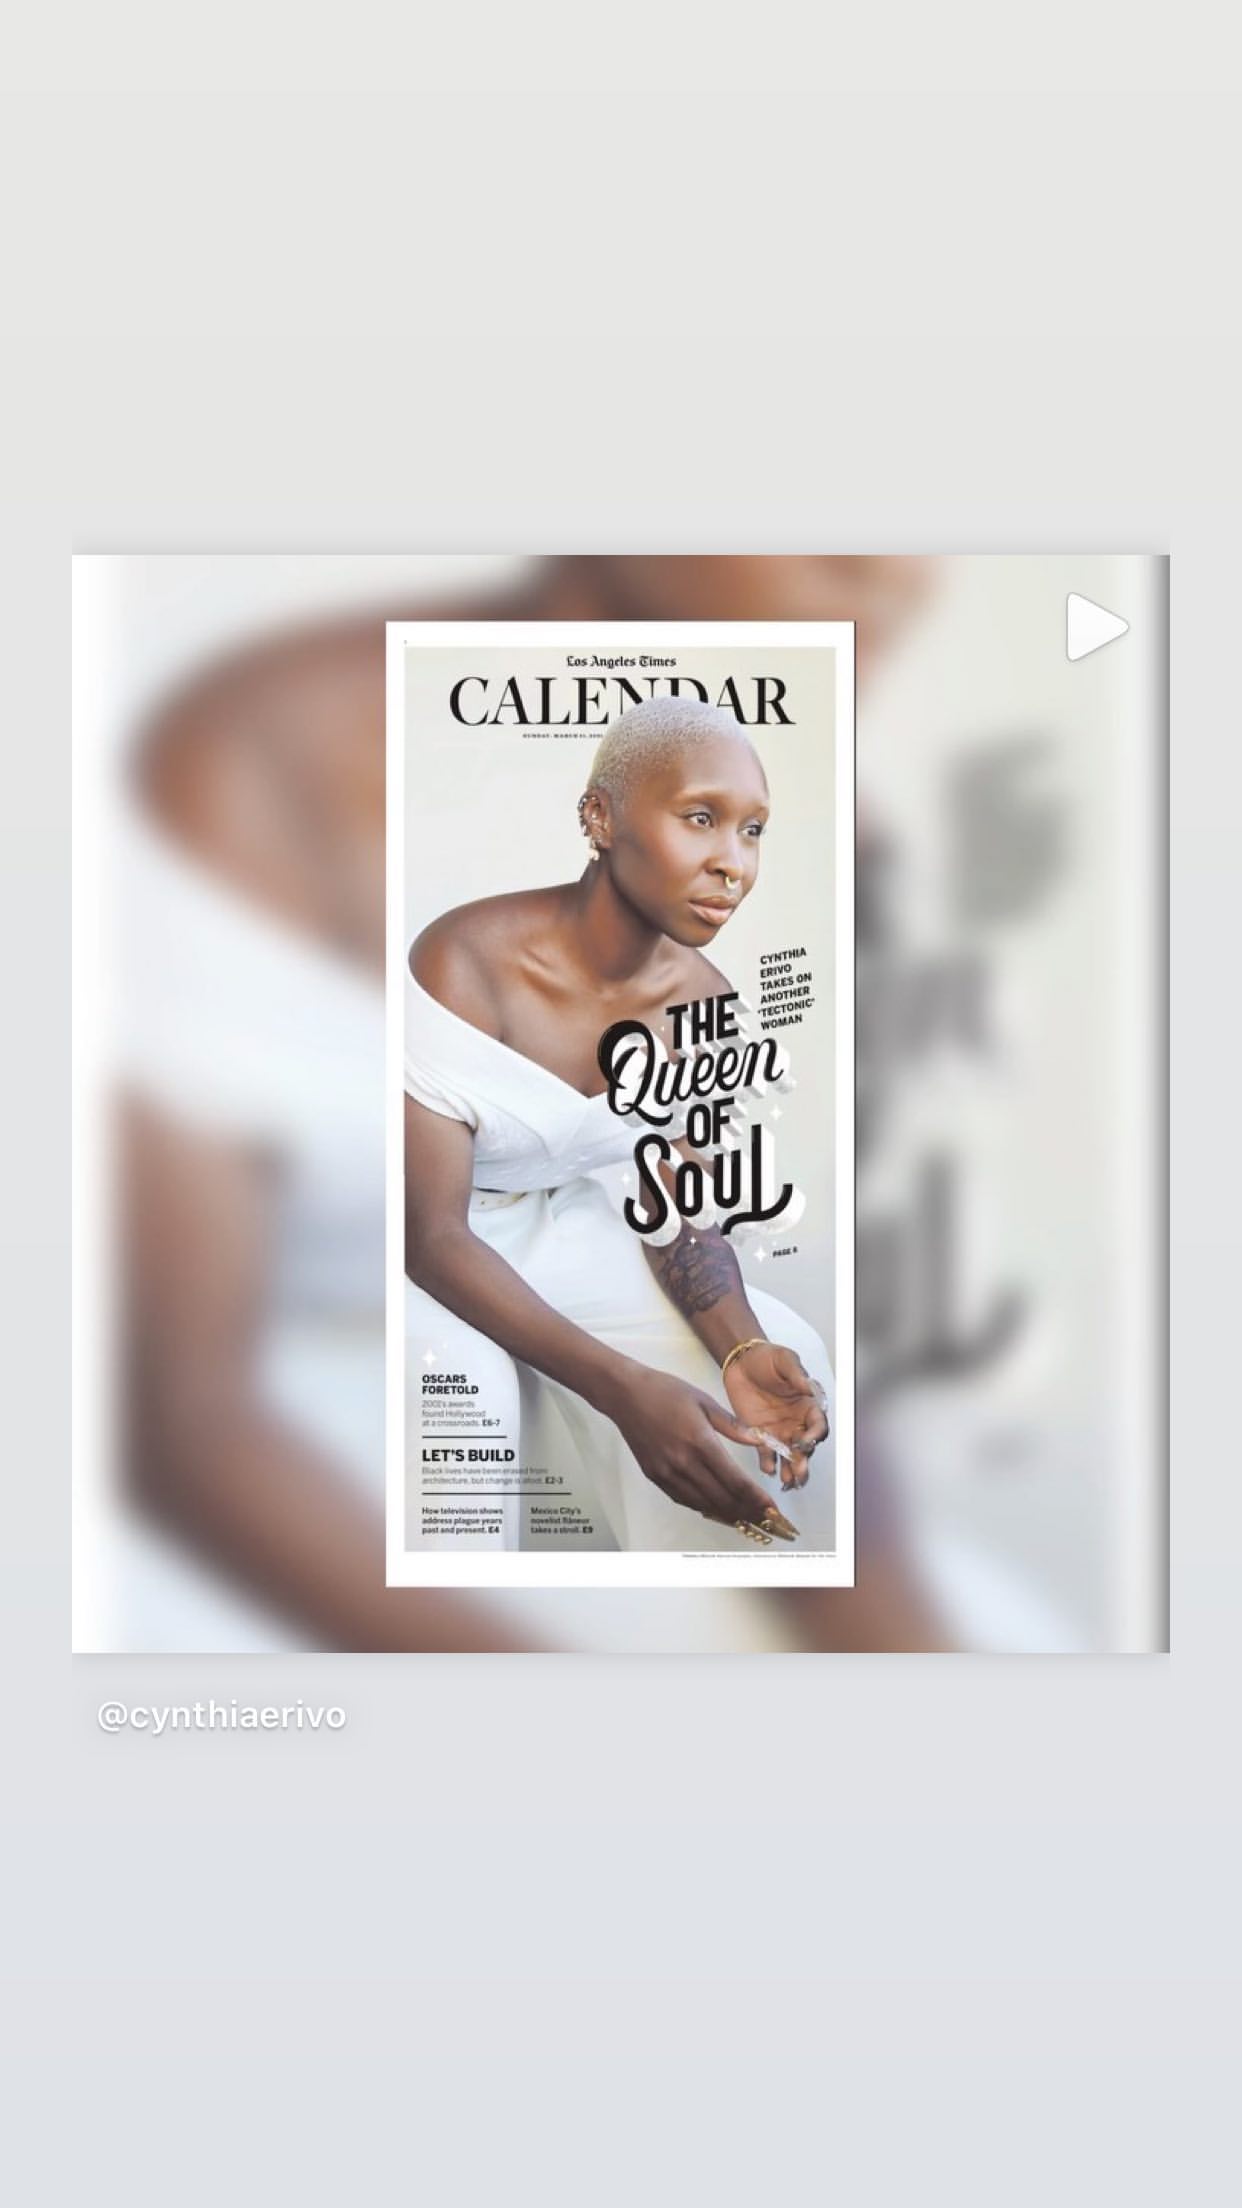 Los Angeles Times
CALENDAR
SUNDAY, MARCH 21, 2021
CYNTHIA
ERIVO
TAKES ON
ANOTHER
‘TECTONIC’
WOMAN
THE
Queen
OF
Soul
PAGE 8
OSCARS
FORETOLD
2002’s awards
found Hollywood
at a crossroads. E6-7
LET’S BUILD
Black lives have been erased from
architecture, but change is afoot. E2-3
How television shows
address plague years
past and present. E4
Mexico City’s
novelist flâneur
takes a stroll. E9
@cynthiaerivo